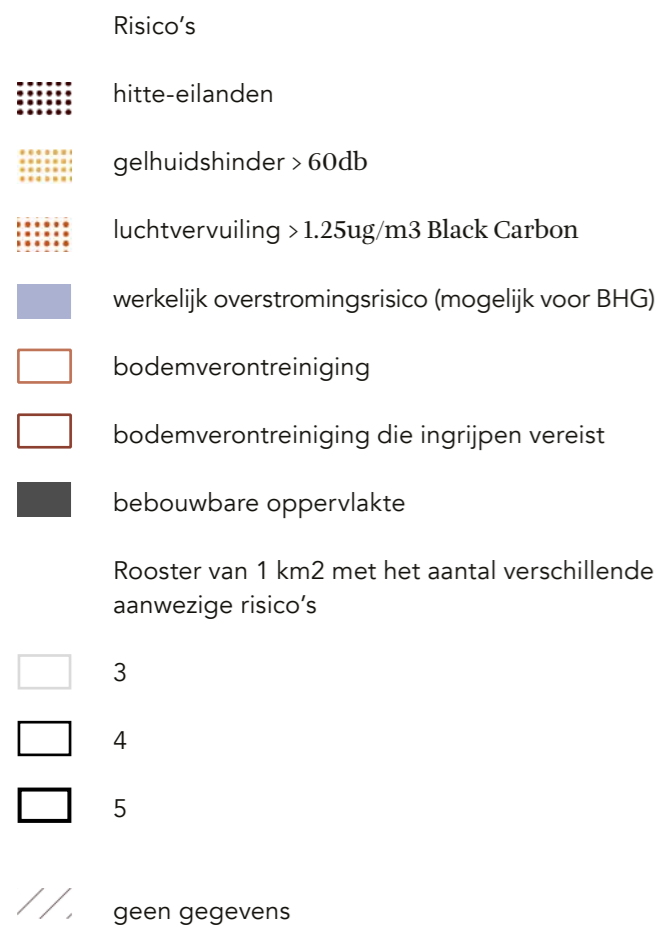 Risico’s
hitte-eilanden
gelhuidshinder > 60db
luchtvervuiling > 1.25ug/m3 Black Carbon
werkelijk overstromingsrisico (mogelijk voor BHG)
bodemverontreiniging
bodemverontreiniging die ingrijpen vereist
bebouwbare oppervlakte
Rooster van 1 km2 met het aantal verschillende
aanwezige risico’s
3
4
5
geen gegevens